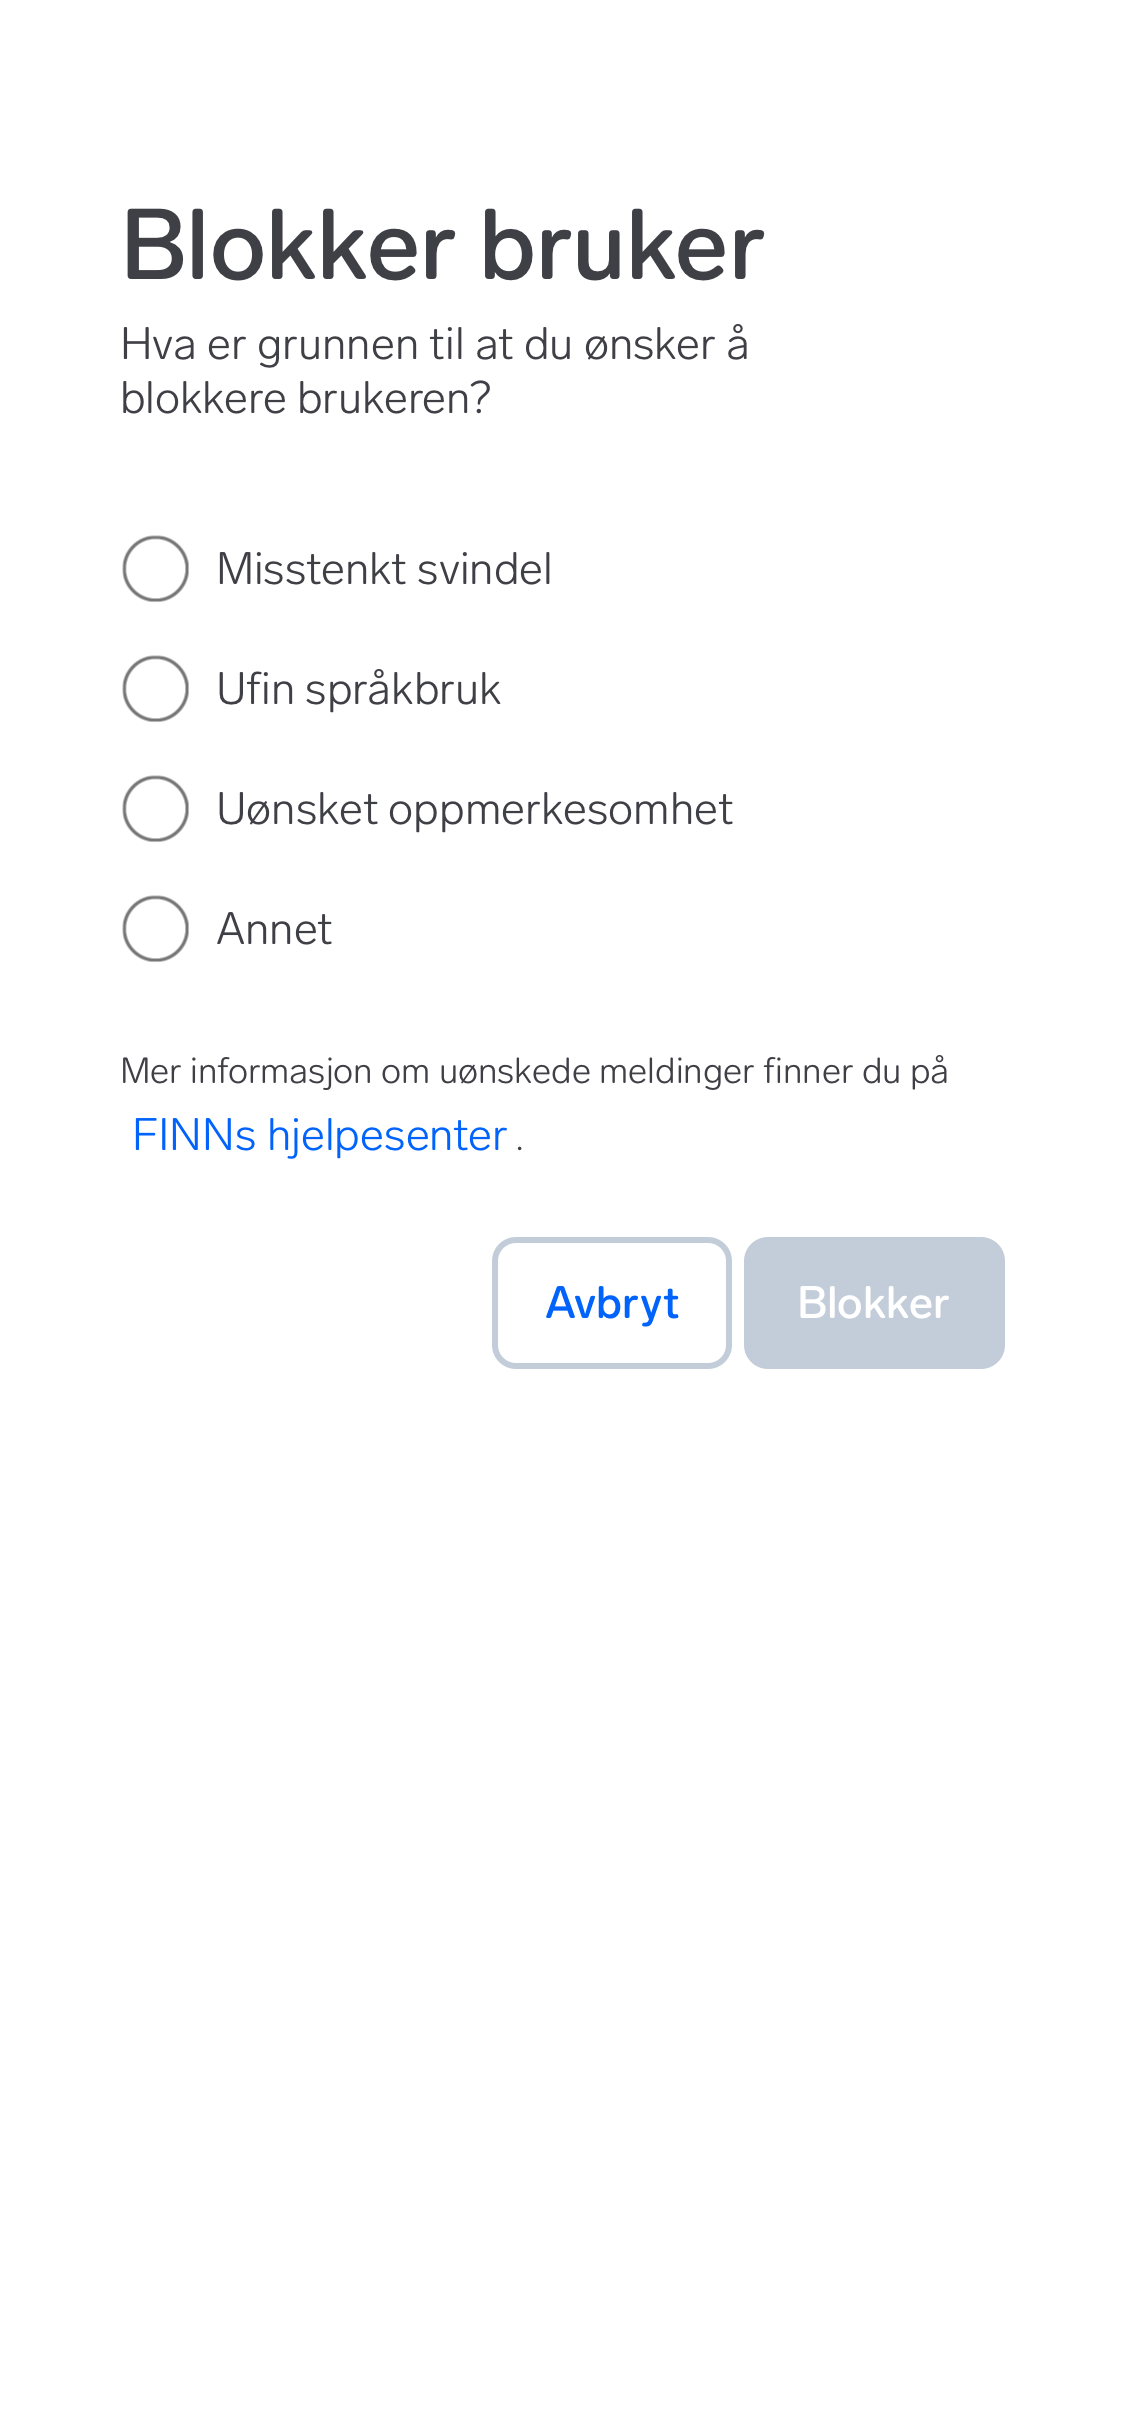 Blokker bruker
Hva er grunnen til at du ønsker å
blokkere brukeren?
Misstenkt svindel
Ufin språkbruk
Uønsket oppmerkesomhet
Annet
Mer informasjon om uønskede meldinger finner du på
FINNs hjelpesenter .
Avbryt
Blokker